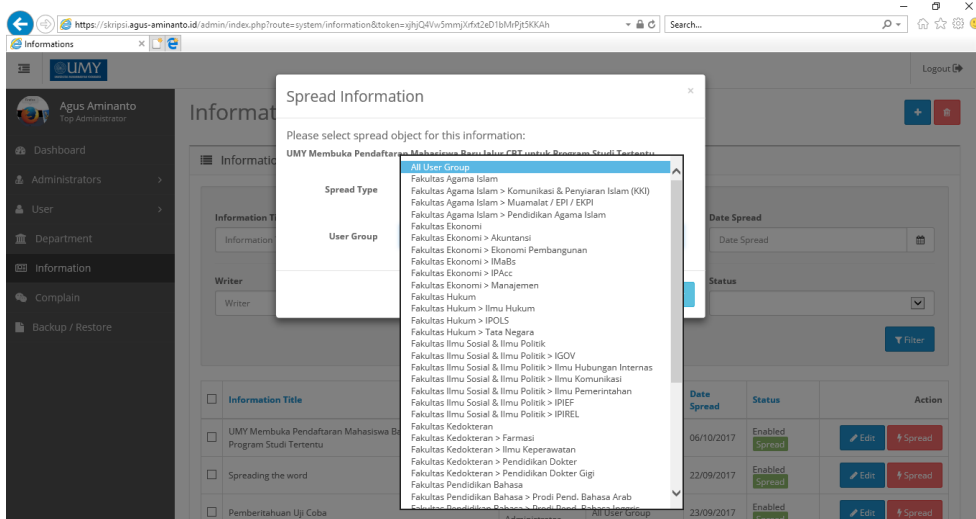 https://skripsi.agus-aminanto.id/admin/index.php?route=system/information&token=xjhjQ4Vw5mmjXrfxt2eD1bMrPjt5KKAh
Search...
Informations
UMY
Logout
Agus Aminanto
Top Administrator
Dashboard
Administrators
User
Department
Information
Complain
Backup / Restore
Informat
Informatio
Spread Information
×
Please select spread object for this information:
UMY Membuka Pendaftaran Mahasiswa Baru Jalus CBT untuk Program Studi Tertentu
Spread Type
User Group
All User Group
Fakultas Agama Islam
Fakultas Agama Islam > Komunikasi & Penyiaran Islam (KKI)
Fakultas Agama Islam > Muamalat / EPI / EKPI
Fakultas Agama Islam > Pendidikan Agama Islam
Fakultas Ekonomi
Fakultas Ekonomi > Akuntansi
Fakultas Ekonomi > Ekonomi Pembangunan
Fakultas Ekonomi > IMaBs
Fakultas Ekonomi > IPAcc
Fakultas Ekonomi > Manajemen
Fakultas Hukum
Fakultas Hukum > Ilmu Hukum
Fakultas Hukum > IPOLS
Fakultas Hukum > Tata Negara
Fakultas Ilmu Sosial & Ilmu Politik
Fakultas Ilmu Sosial & Ilmu Politik > IGOV
Fakultas Ilmu Sosial & Ilmu Politik > Ilmu Hubungan Internas
Fakultas Ilmu Sosial & Ilmu Politik > Ilmu Komunikasi
Fakultas Ilmu Sosial & Ilmu Politik > Ilmu Pemerintahan
Fakultas Ilmu Sosial & Ilmu Politik > IPIEF
Fakultas Ilmu Sosial & Ilmu Politik > IPIREL
Fakultas Kedokteran
Fakultas Kedokteran > Farmasi
Fakultas Kedokteran > Ilmu Keperawatan
Fakultas Kedokteran > Pendidikan Dokter
Fakultas Kedokteran > Pendidikan Dokter Gigi
Fakultas Pendidikan Bahasa
Fakultas Pendidikan Bahasa > Prodi Pend. Bahasa Arab
Fakultas Pendidikan Bahasa > Prodi Pend. Bahasa Inggris
Information Ti
Information
Date Spread
Date Spread
Writer
Writer
Status
Filter
Information Title
Date Spread
Status
Action
UMY Membuka Pendaftaran Mahasiswa Ba
Program Studi Tertentu
06/10/2017
Enabled
Spread
Edit
Spread
Spreading the word
22/09/2017
Enabled
Spread
Edit
Spread
Pemberitahuan Uji Coba
Administrator
All User Group
23/09/2017
Enabled
Spread
Edit
Spread